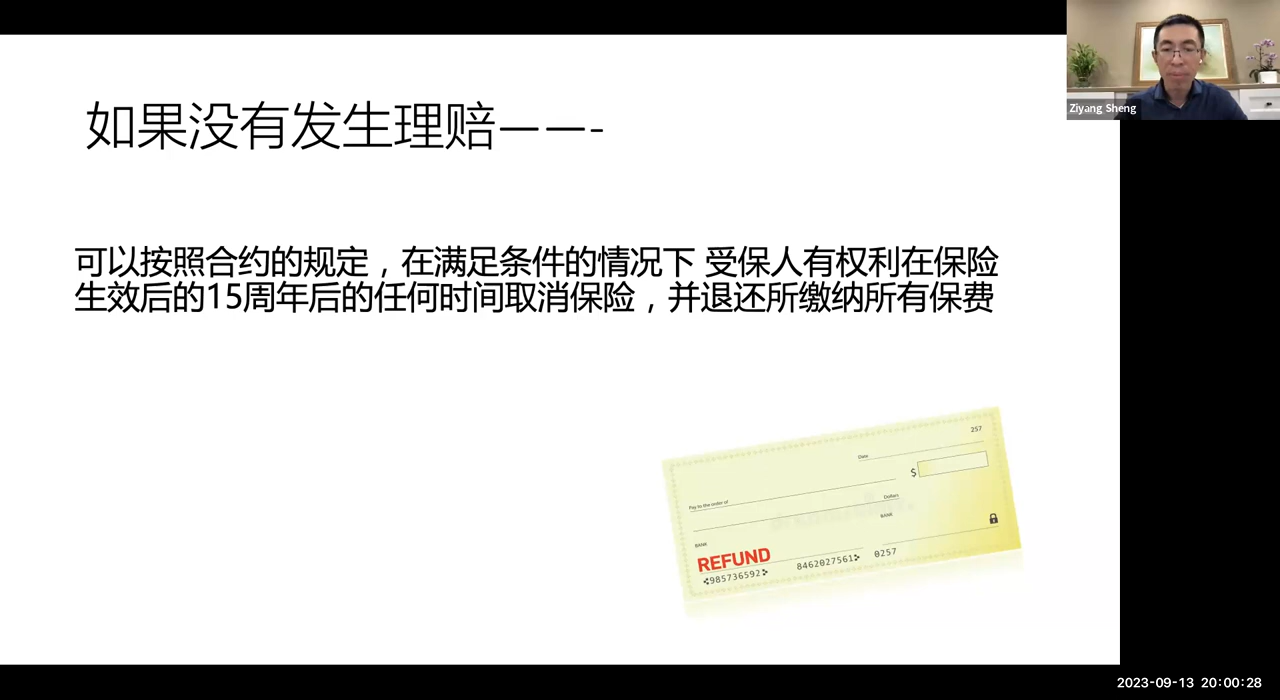 如果没有发生理赔——-
Ziyang Sheng
可以按照合约的规定，在满足条件的情况下 受保人有权利在保险
生效后的15周年后的任何时间取消保险，并退还所缴纳所有保费
257
Date
$
Pay to the order of
Dollars
BANK
BANK
REFUND
⑆985736592⑆ 8462027561⑆ 0257
2023-09-13 20:00:28